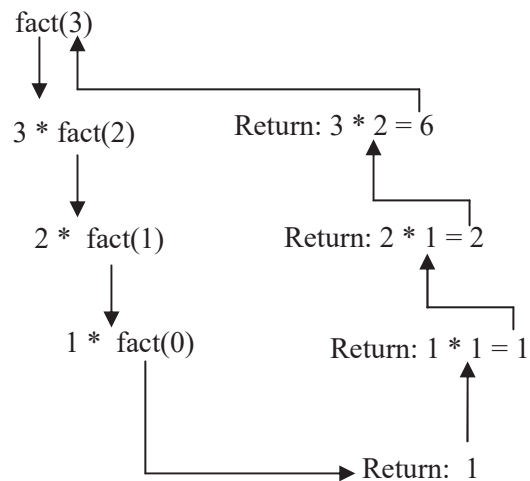 fact(3)
3 * fact(2) Return: 3 * 2 = 6
2 * fact(1) Return: 2 * 1 = 2
1 * fact(0) Return: 1 * 1 = 1
Return: 1